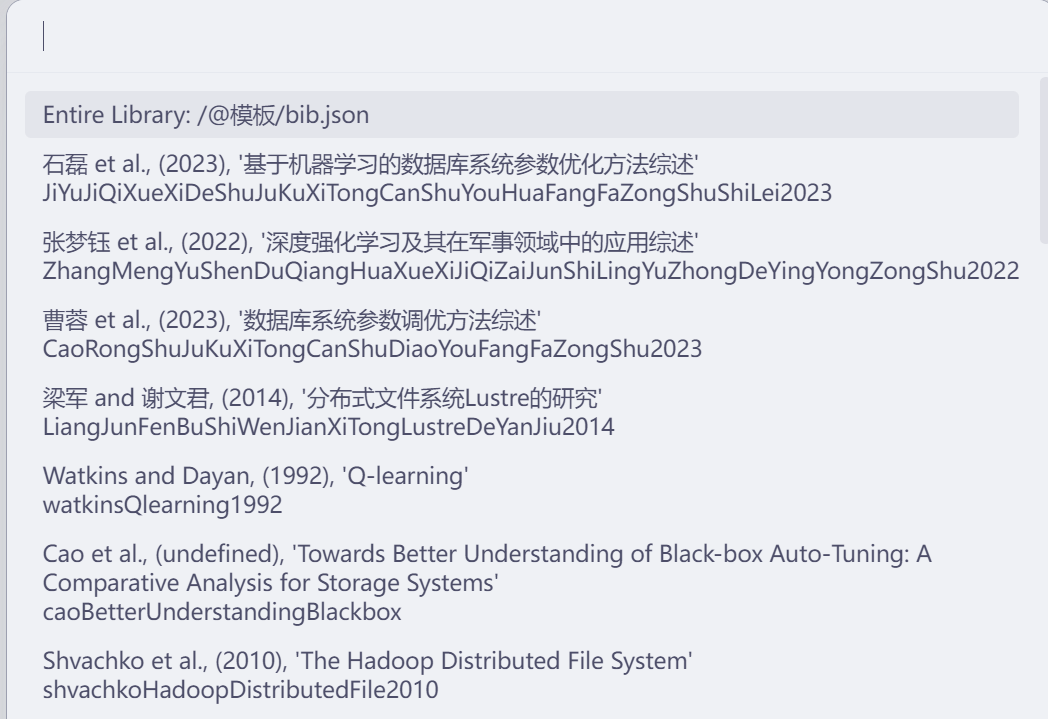 Entire Library: /@模板/bib.json
石磊 et al., (2023), '基于机器学习的数据库系统参数优化方法综述'
JiYuJiQiXueXiDeShuJuKuXiTongCanShuYouHuaFangFaZongShuShiLei2023
张梦钰 et al., (2022), '深度强化学习及其在军事领域中的应用综述'
ZhangMengYuShenDuQiangHuaXueXiJiQiZaiJunShiLingYuZhongDeYingYongZongShu2022
曹蓉 et al., (2023), '数据库系统参数调优方法综述'
CaoRongShuJuKuXiTongCanShuDiaoYouFangFaZongShu2023
梁军 and 谢文君, (2014), '分布式文件系统Lustre的研究'
LiangJunFenBuShiWenJianXiTongLustreDeYanJiu2014
Watkins and Dayan, (1992), 'Q-learning'
watkinsQlearning1992
Cao et al., (undefined), 'Towards Better Understanding of Black-box Auto-Tuning: A
Comparative Analysis for Storage Systems'
caoBetterUnderstandingBlackbox
Shvachko et al., (2010), 'The Hadoop Distributed File System'
shvachkoHadoopDistributedFile2010